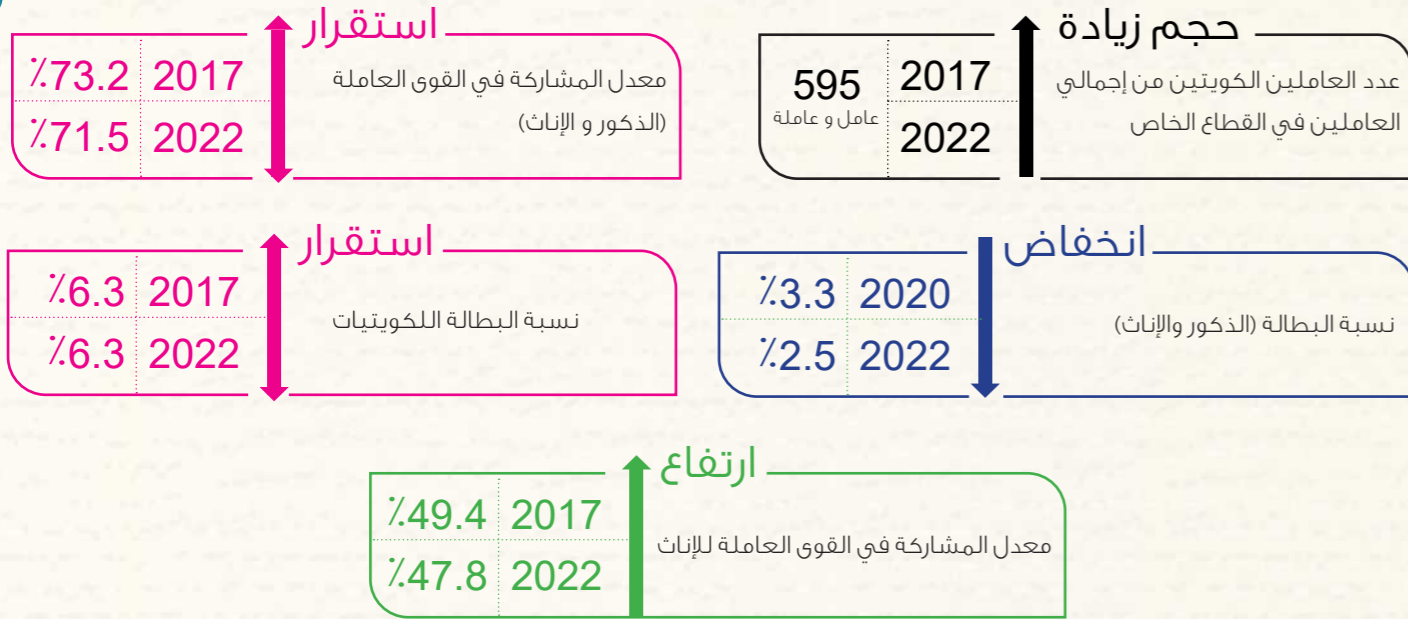 حجم زيادة
عدد العاملين الكويتين من إجمالي
العاملين في القطاع الخاص
2017
2022
595
عامل و عاملة
استقرار
معدل المشاركة في القوى العاملة
(الذكور و الإناث)
2017 ٪73.2
2022 ٪71.5
انخفاض
نسبة البطالة (الذكور والإناث)
2020 ٪3.3
2022 ٪2.5
استقرار
نسبة البطالة اللكويتيات
2017 ٪6.3
2022 ٪6.3
ارتفاع
معدل المشاركة في القوى العاملة للإناث
2017 ٪49.4
2022 ٪47.8